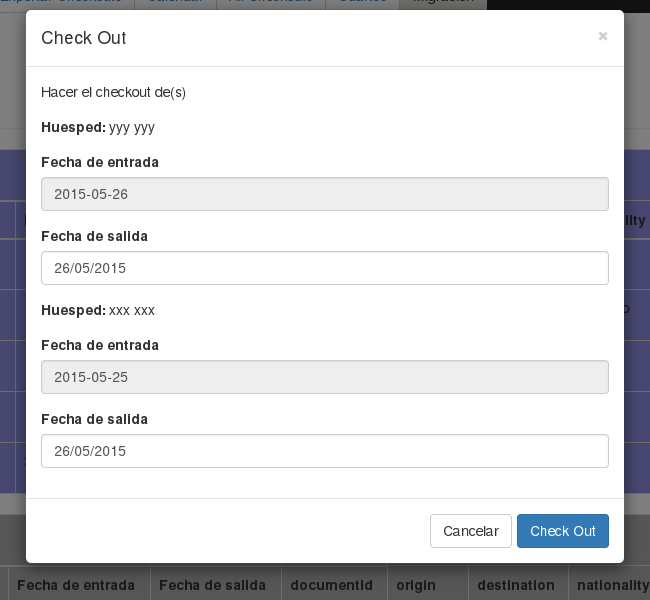 Calendar
Migración
Check Out ×
Hacer el checkout de(s)
Huesped: yyy yyy
Fecha de entrada
2015-05-26
Fecha de salida
26/05/2015
Huesped: xxx xxx
Fecha de entrada
2015-05-25
Fecha de salida
26/05/2015
Cancelar Check Out
Fecha de entrada Fecha de salida documentId origin destination nationality